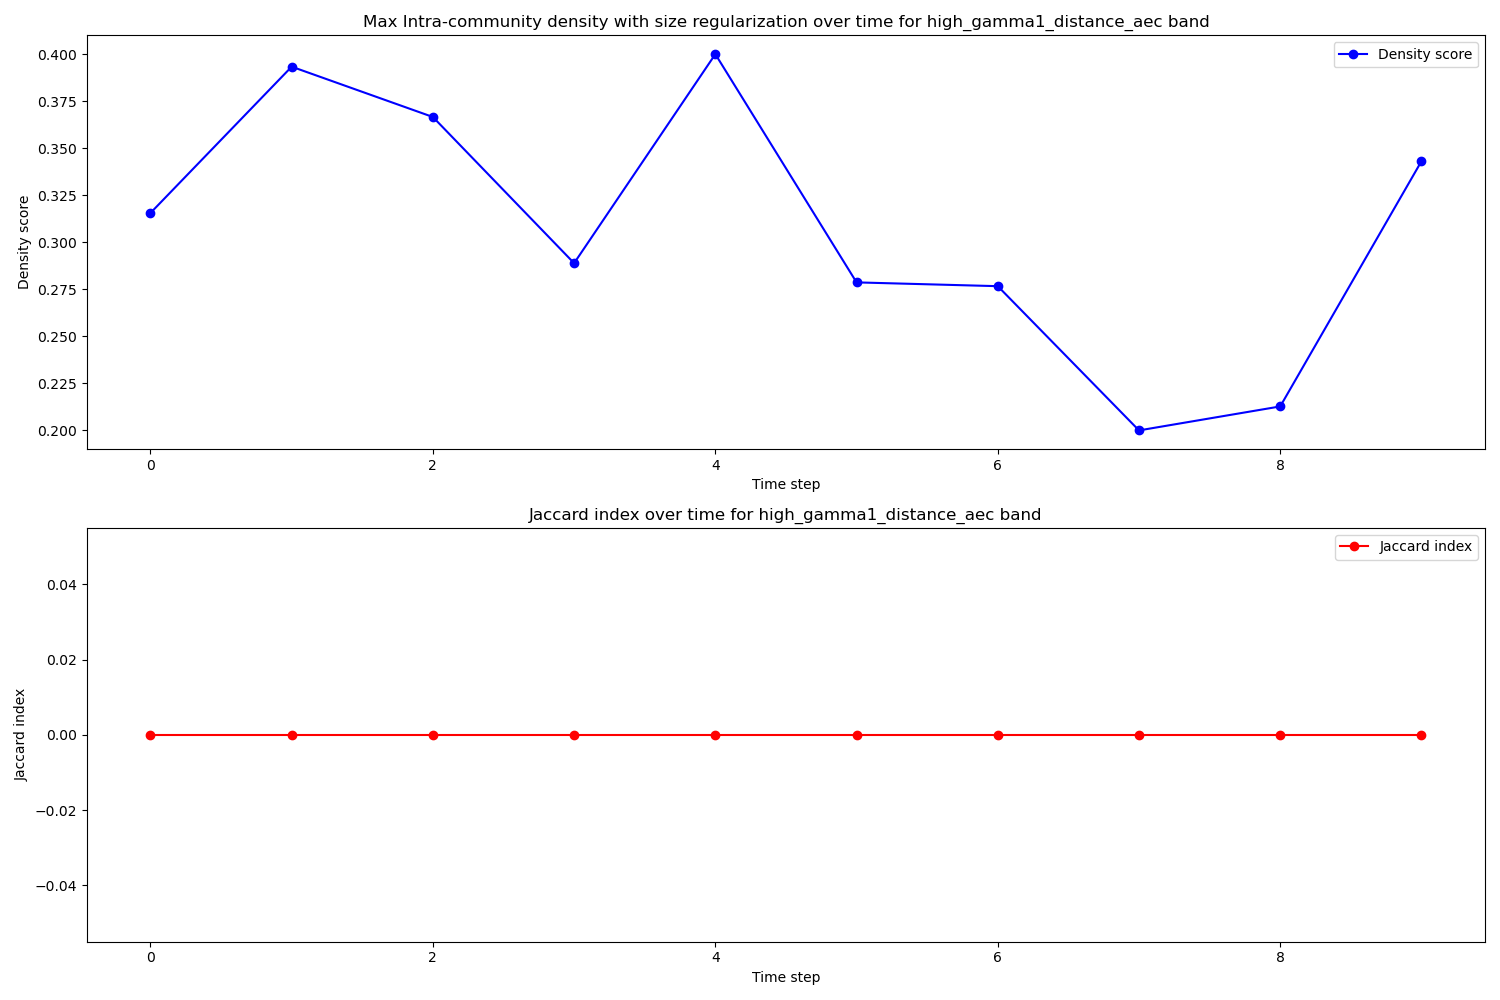 Max Intra-community density with size regularization over time for high_gamma1_distance_aec band
Density score
0.400
0.375
0.350
0.325
0.300
0.275
0.250
0.225
0.200
Density score
0 2 4 6 8
Time step
Jaccard index over time for high_gamma1_distance_aec band
Jaccard index
0.04
0.02
0.00
−0.02
−0.04
Jaccard index
0 2 4 6 8
Time step